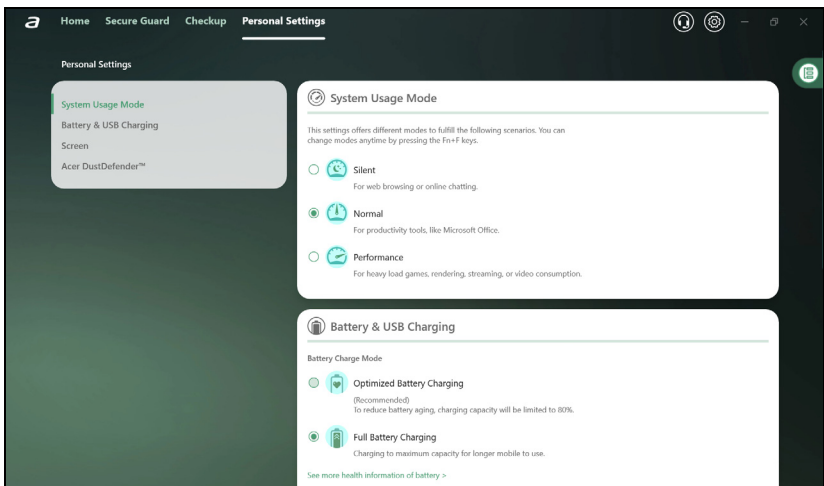 a Home Secure Guard Checkup Personal Settings
Personal Settings
System Usage Mode
Battery & USB Charging
Screen
Acer DustDefender™
System Usage Mode
This settings offers different modes to fulfill the following scenarios. You can
change modes anytime by pressing the Fn+F keys.
Silent
For web browsing or online chatting.
Normal
For productivity tools, like Microsoft Office.
Performance
For heavy load games, rendering, streaming, or video consumption.
Battery & USB Charging
Battery Charge Mode
Optimized Battery Charging
(Recommended)
To reduce battery aging, charging capacity will be limited to 80%.
Full Battery Charging
Charging to maximum capacity for longer mobile to use.
See more health information of battery >